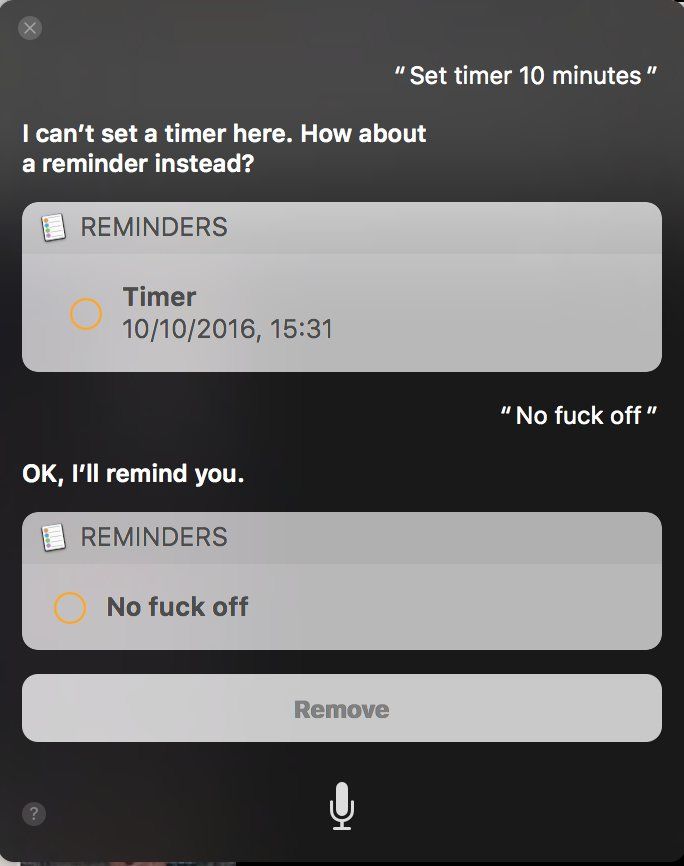 “Set timer 10 minutes”
I can’t set a timer here. How about
a reminder instead?
REMINDERS
Timer
10/10/2016, 15:31
“No fuck off”
OK, I’ll remind you.
REMINDERS
No fuck off
Remove
?